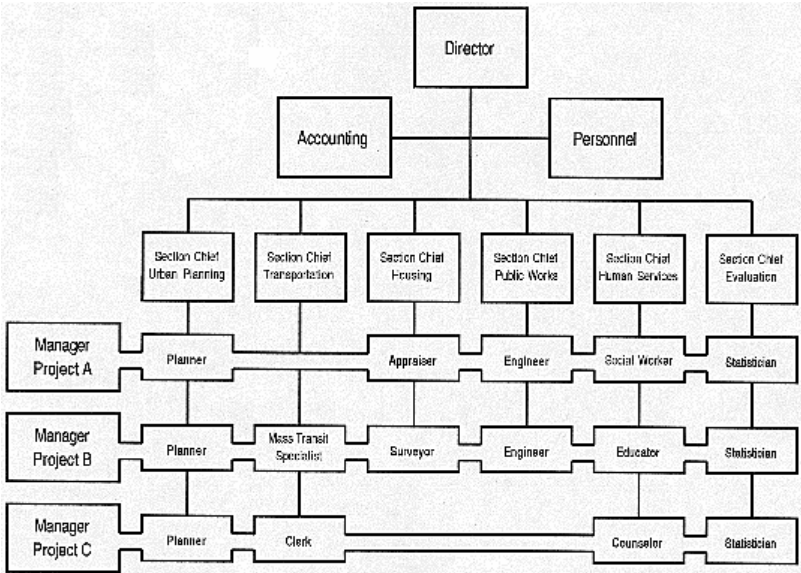 Director
Accounting
Personnel
Section Chief
Urban Planning
Section Chief
Transportation
Section Chief
Housing
Section Chief
Public Works
Section Chief
Human Services
Section Chief
Evaluation
Manager
Project A
Planner
Appraiser
Engineer
Social Worker
Statistician
Manager
Project B
Planner
Mass Transit
Specialist
Surveyor
Engineer
Educator
Statistician
Manager
Project C
Planner
Clerk
Counselor
Statistician